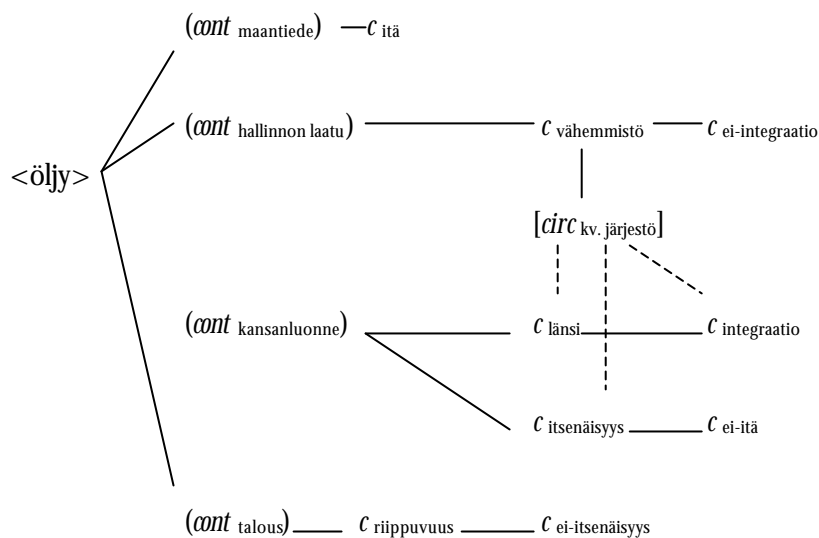 (cont maantiede) c itä
(cont hallinnon laatu) c vähemmistö c ei-integraatio
<öljy>
[circ kv. järjestö]
(cont kansanluonne) c länsi c integraatio
c itsenäisyys c ei-itä
(cont talous) c riippuvuus c ei-itsenäisyys